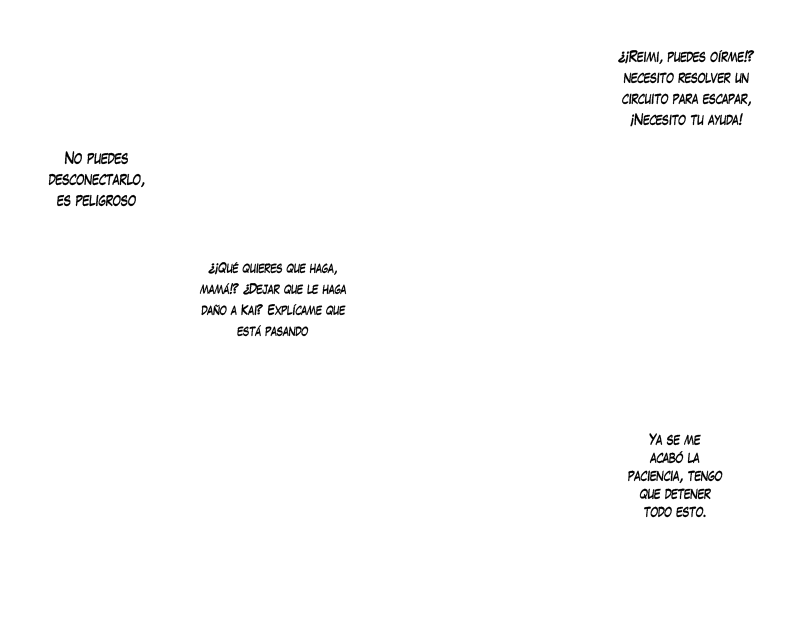 ¿¡Reimi, puedes oírme!?
necesito resolver un
circuito para escapar,
¡Necesito tu ayuda!
No puedes
desconectarlo,
es peligroso
¿¡Qué quieres que haga,
mamá!? ¿Dejar que le haga
daño a Kai? Explícame que
está pasando
Ya se me
acabó la
paciencia, tengo
que detener
todo esto.